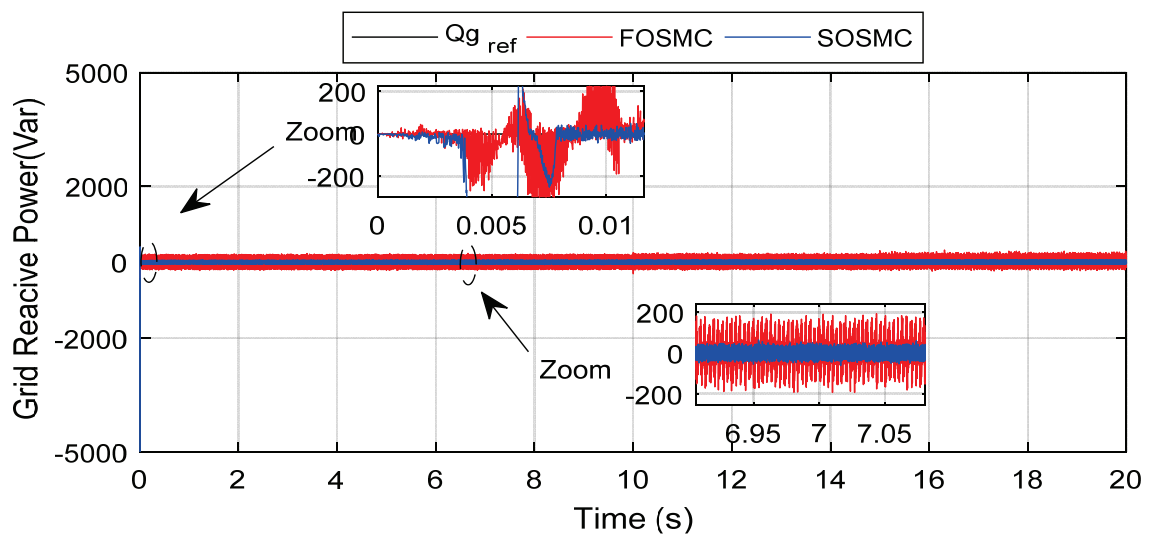 Qg ref FOSMC SOSMC
Grid Reacive Power(Var)
5000
2000
0
-2000
-5000
Zoom
200
0
-200
0 0.005 0.01
Zoom
200
0
-200
6.95 7 7.05
0 2 4 6 8 10 12 14 16 18 20
Time (s)